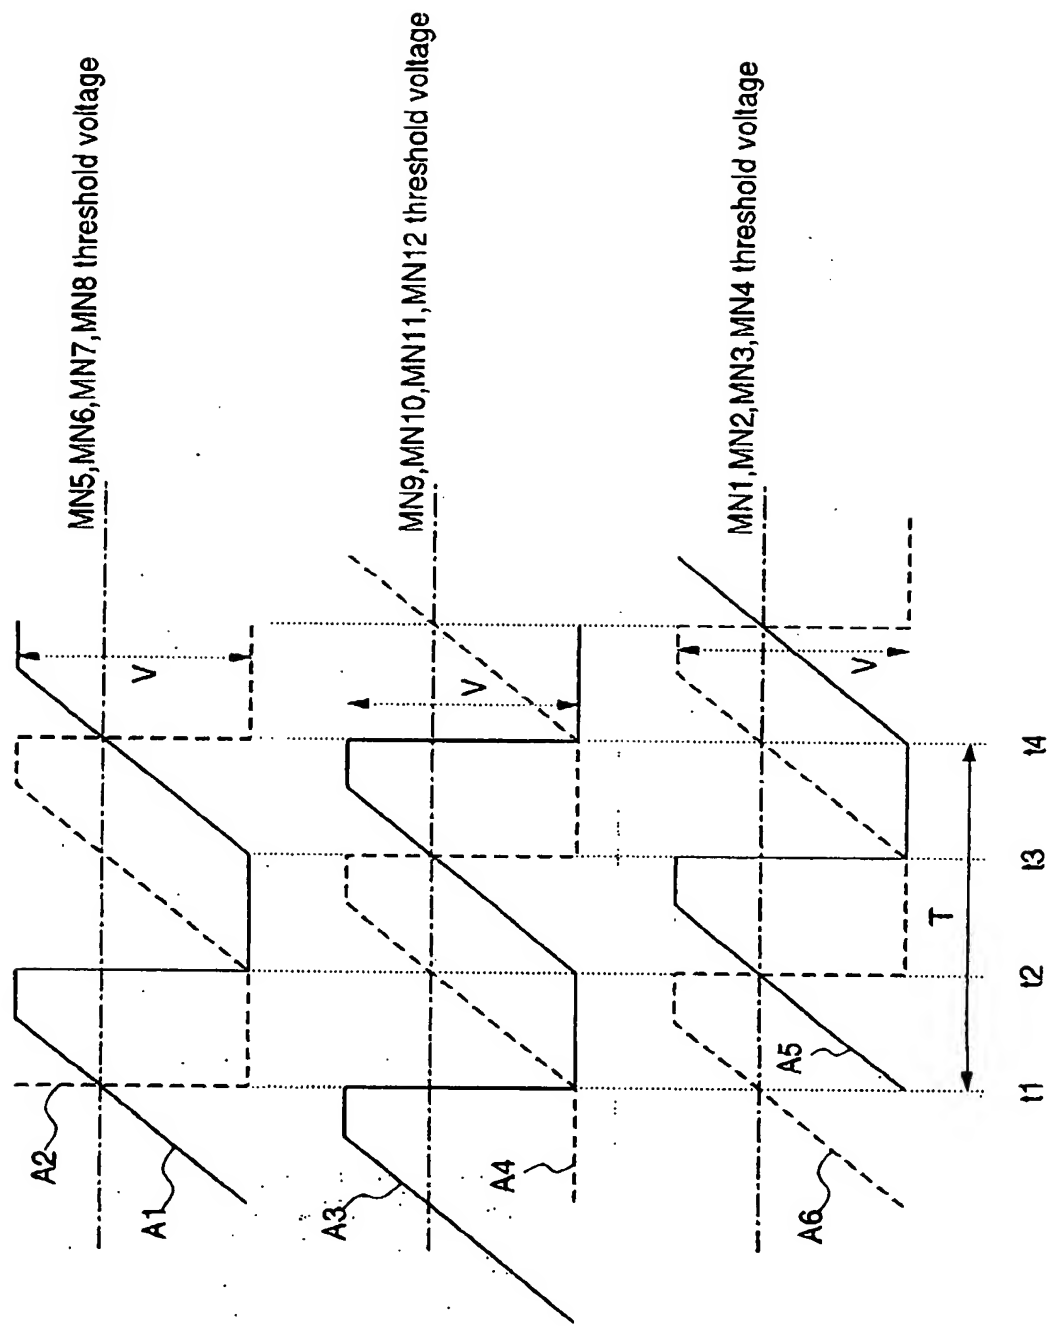 MN5,MN6,MN7,MN8 threshold voltage
A2
A1
V
MN9,MN10,MN11,MN12 threshold voltage
A3
A4
V
MN1,MN2,MN3,MN4 threshold voltage
A6
A5
V
T
t1 t2 t3 t4